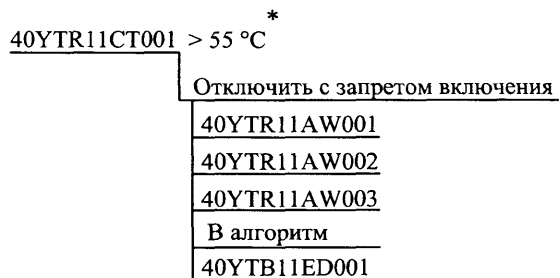 40YTR11CT001 > 55 °C*
Отключить с запретом включения
40YTR11AW001
40YTR11AW002
40YTR11AW003
В алгоритм
40YTB11ED001